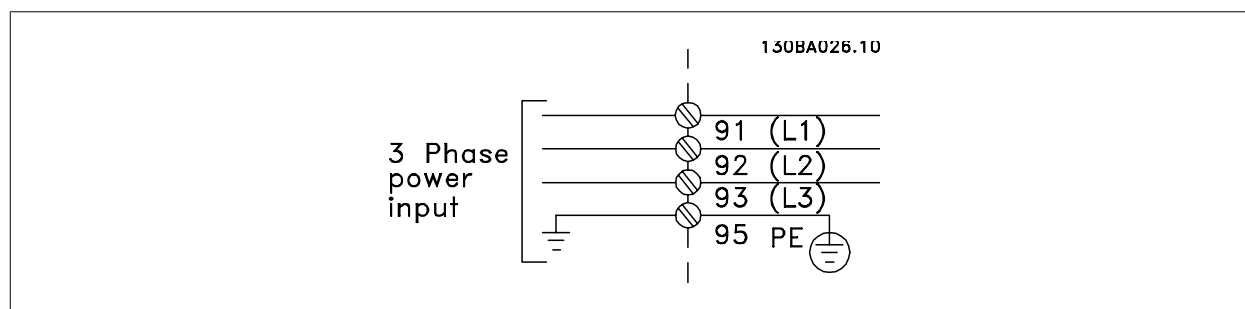 130BA026.10
3 Phase
power
input
91 (L1)
92 (L2)
93 (L3)
95 PE